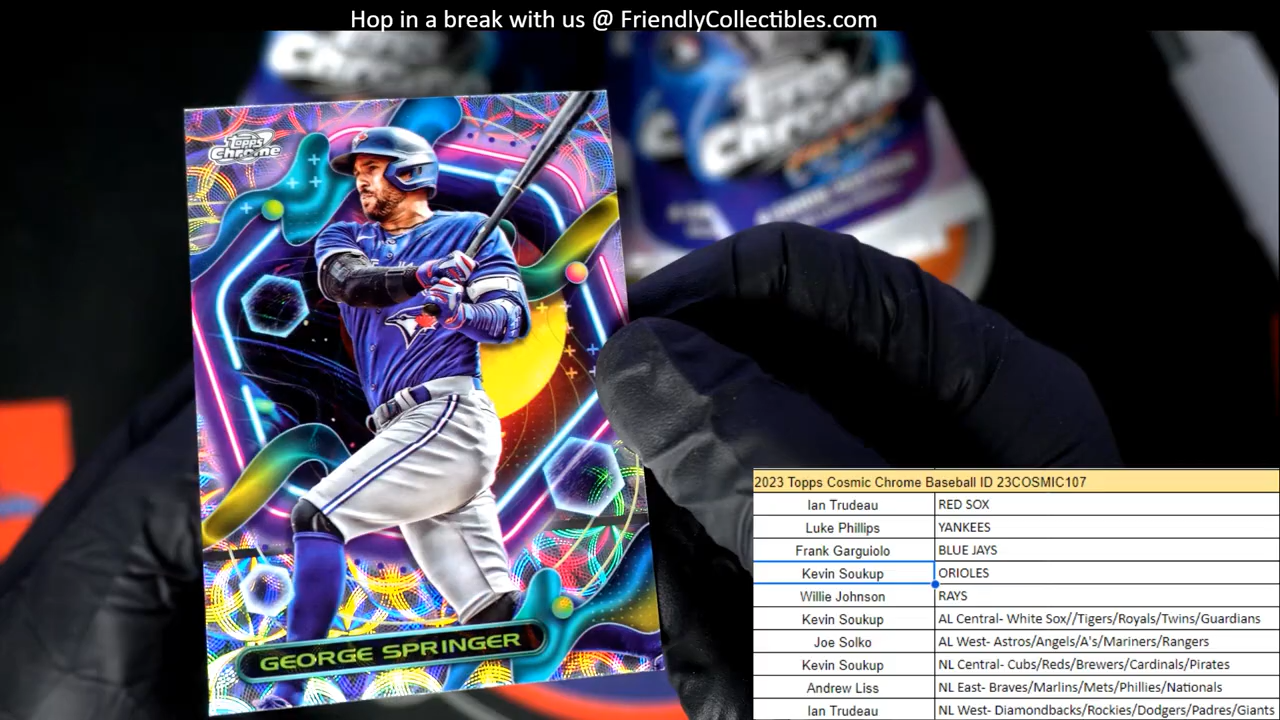 Hop in a break with us @ FriendlyCollectibles.com
Topps
Chrome
Chrome
Topps
Chrome
GEORGE SPRINGER
2023 Topps Cosmic Chrome Baseball ID 23COSMIC107
Ian Trudeau RED SOX
Luke Phillips YANKEES
Frank Garguiolo BLUE JAYS
Kevin Soukup ORIOLES
Willie Johnson RAYS
Kevin Soukup AL Central- White Sox//Tigers/Royals/Twins/Guardians
Joe Solko AL West- Astros/Angels/A's/Mariners/Rangers
Kevin Soukup NL Central- Cubs/Reds/Brewers/Cardinals/Pirates
Andrew Liss NL East- Braves/Marlins/Mets/Phillies/Nationals
Ian Trudeau NL West- Diamondbacks/Rockies/Dodgers/Padres/Giants